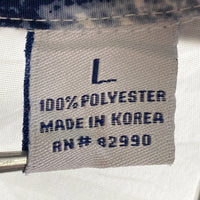 L
100% POLYESTER
MADE IN KOREA
RN # 42990